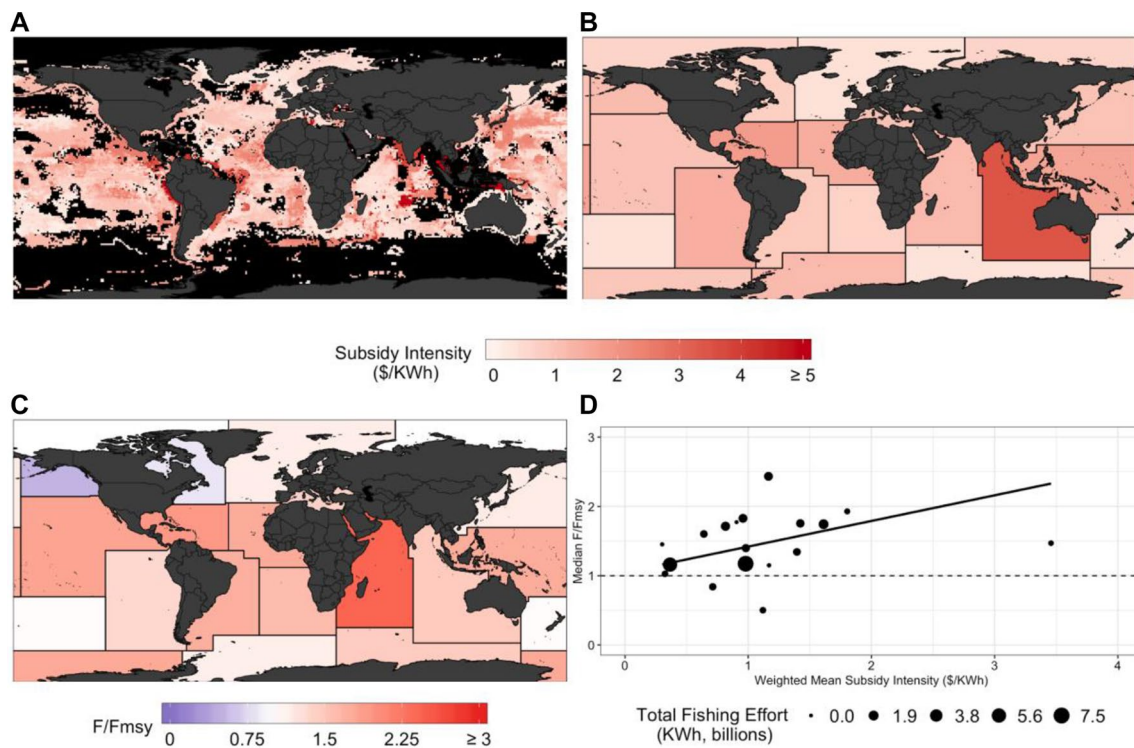 A
B
Subsidy Intensity
($/KWh)
0 1 2 3 4 ≥ 5
C
D
F/Fmsy
0 0.75 1.5 2.25 ≥ 3
Median F/Fmsy
3
2
1
0
0 1 2 3 4
Weighted Mean Subsidy Intensity ($/KWh)
Total Fishing Effort
(KWh, billions)
0.0 1.9 3.8 5.6 7.5